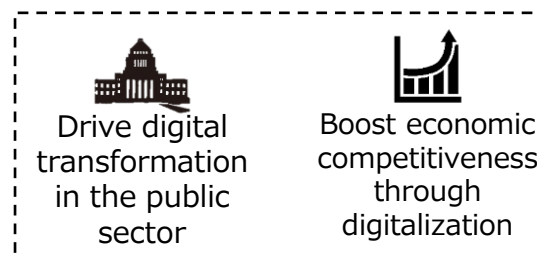 Drive digital
transformation
in the public
sector
Boost economic
competitiveness
through
digitalization